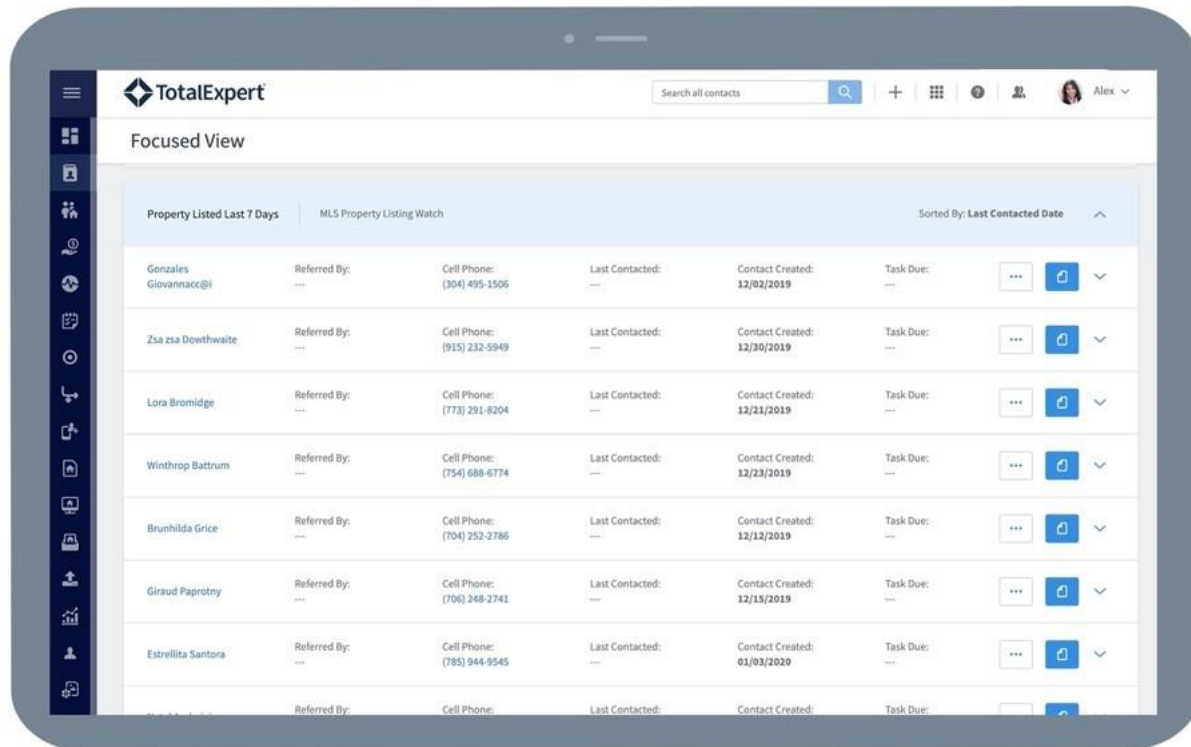 TotalExpert
Search all contacts
Alex
Focused View
Property Listed Last 7 Days MLS Property Listing Watch Sorted By: Last Contacted Date
Gonzales Giovannacc@i Referred By: --- Cell Phone: (304) 495-1506 Last Contacted: --- Contact Created: 12/02/2019 Task Due: ---
Zsa zsa Dowthwaite Referred By: --- Cell Phone: (915) 232-5949 Last Contacted: --- Contact Created: 12/30/2019 Task Due: ---
Lora Bromidge Referred By: --- Cell Phone: (773) 291-8204 Last Contacted: --- Contact Created: 12/21/2019 Task Due: ---
Winthrop Battrum Referred By: --- Cell Phone: (754) 688-6774 Last Contacted: --- Contact Created: 12/23/2019 Task Due: ---
Brunhilda Grice Referred By: --- Cell Phone: (704) 252-2786 Last Contacted: --- Contact Created: 12/12/2019 Task Due: ---
Giraud Paprotny Referred By: --- Cell Phone: (706) 248-2741 Last Contacted: --- Contact Created: 12/15/2019 Task Due: ---
Estrellita Santora Referred By: --- Cell Phone: (785) 944-9545 Last Contacted: --- Contact Created: 01/03/2020 Task Due: ---
Referred By: Cell Phone: Last Contacted: Contact Created: Task Due: